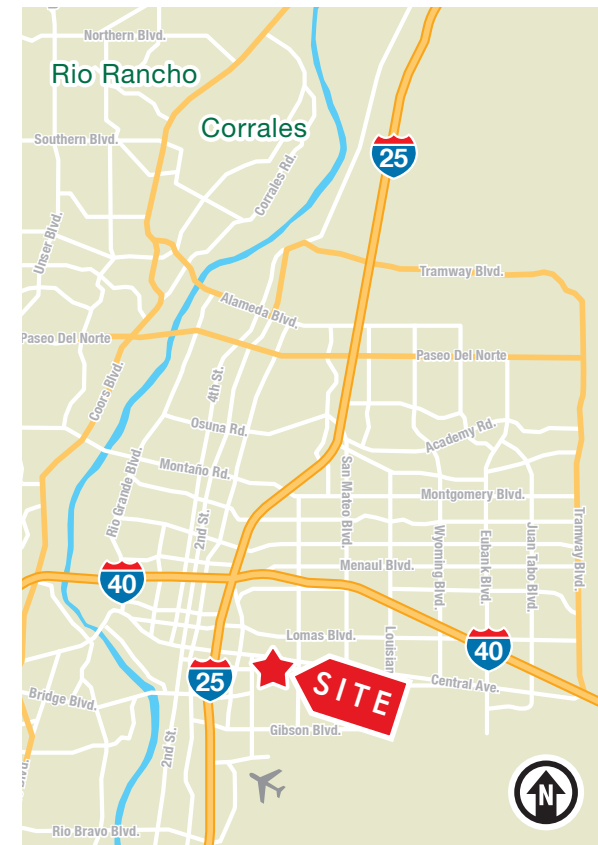 Northern Blvd.
Rio Rancho
Corrales
Southern Blvd.
25
Corrales Rd.
Unser Blvd.
Tramway Blvd.
Alameda Blvd.
Paseo Del Norte
Paseo Del Norte
Coors Blvd.
4th St.
Osuna Rd.
Academy Rd.
Montaño Rd.
San Mateo Blvd.
Montgomery Blvd.
Rio Grande Blvd.
2nd St.
Wyoming Blvd.
Eubank Blvd.
Juan Tabo Blvd.
Tramway Blvd.
Menaul Blvd.
40
Lomas Blvd.
Louisian
40
25
SITE
Central Ave.
Bridge Blvd.
Gibson Blvd.
2nd St.
lvd.
N
Rio Bravo Blvd.